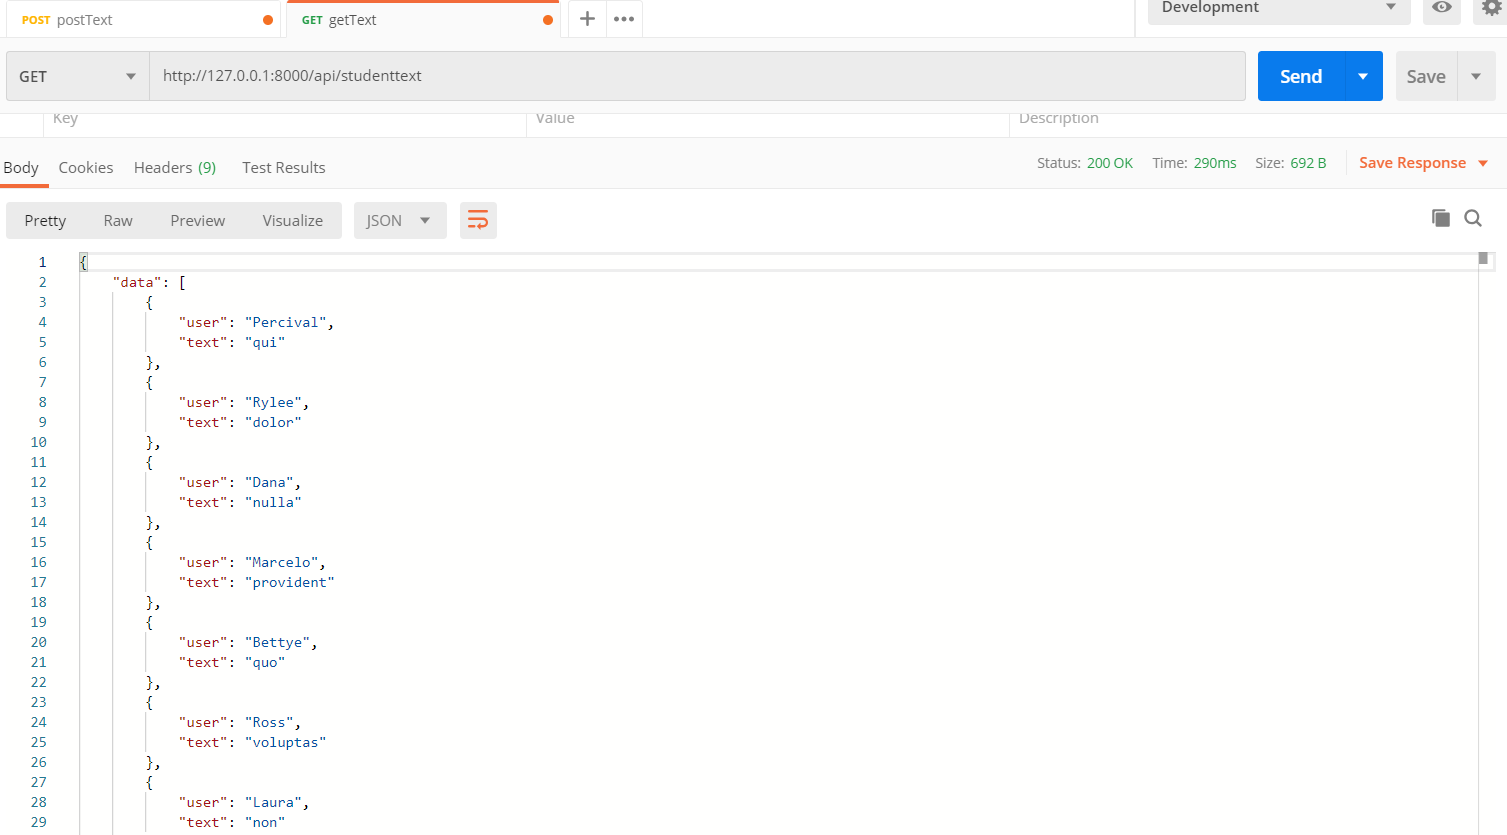 POST postText GET getText Development
GET http://127.0.0.1:8000/api/studenttext Send Save
Key Value Description
Body Cookies Headers (9) Test Results Status: 200 OK Time: 290ms Size: 692 B Save Response
Pretty Raw Preview Visualize JSON
1 {
2 "data": [
3 {
4 "user": "Percival",
5 "text": "qui"
6 },
7 {
8 "user": "Rylee",
9 "text": "dolor"
10 },
11 {
12 "user": "Dana",
13 "text": "nulla"
14 },
15 {
16 "user": "Marcelo",
17 "text": "provident"
18 },
19 {
20 "user": "Bettye",
21 "text": "quo"
22 },
23 {
24 "user": "Ross",
25 "text": "voluptas"
26 },
27 {
28 "user": "Laura",
29 "text": "non"